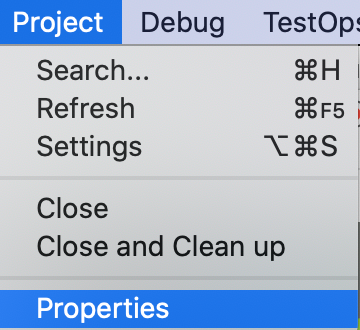 Project Debug TestOps
Search... ⌘H
Refresh ⌘F5
Settings ⌥⌘S
Close
Close and Clean up
Properties